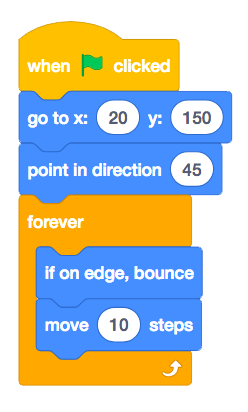 when clicked
go to x: 20 y: 150
point in direction 45
forever
if on edge, bounce
move 10 steps